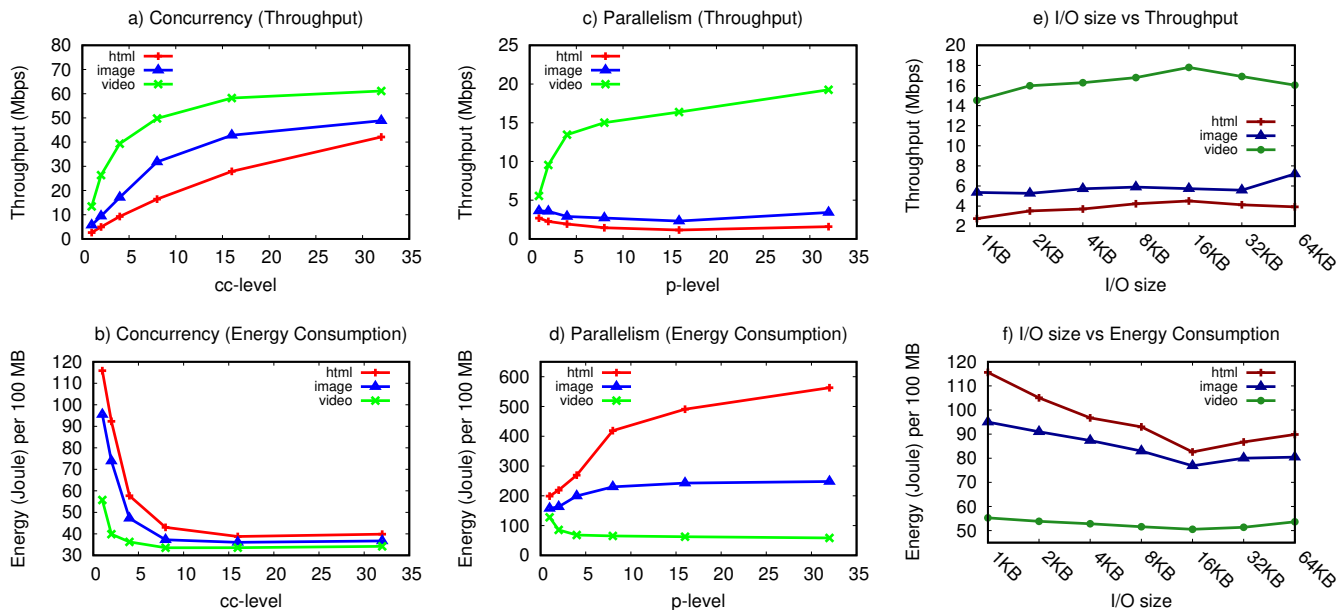 a) Concurrency (Throughput)
Throughput (Mbps)
80
70
60
50
40
30
20
10
0
html
image
video
0 5 10 15 20 25 30 35
cc-level
c) Parallelism (Throughput)
Throughput (Mbps)
25
20
15
10
5
0
html
image
video
0 5 10 15 20 25 30 35
p-level
e) I/O size vs Throughput
Throughput (Mbps)
20
18
16
14
12
10
8
6
4
2
html
image
video
1KB 2KB 4KB 8KB 16KB 32KB 64KB
I/O size
b) Concurrency (Energy Consumption)
Energy (Joule) per 100 MB
120
110
100
90
80
70
60
50
40
30
html
image
video
0 5 10 15 20 25 30 35
cc-level
d) Parallelism (Energy Consumption)
Energy (Joule) per 100 MB
600
500
400
300
200
100
0
html
image
video
0 5 10 15 20 25 30 35
p-level
f) I/O size vs Energy Consumption
Energy (Joule) per 100 MB
120
110
100
90
80
70
60
50
html
image
video
1KB 2KB 4KB 8KB 16KB 32KB 64KB
I/O size